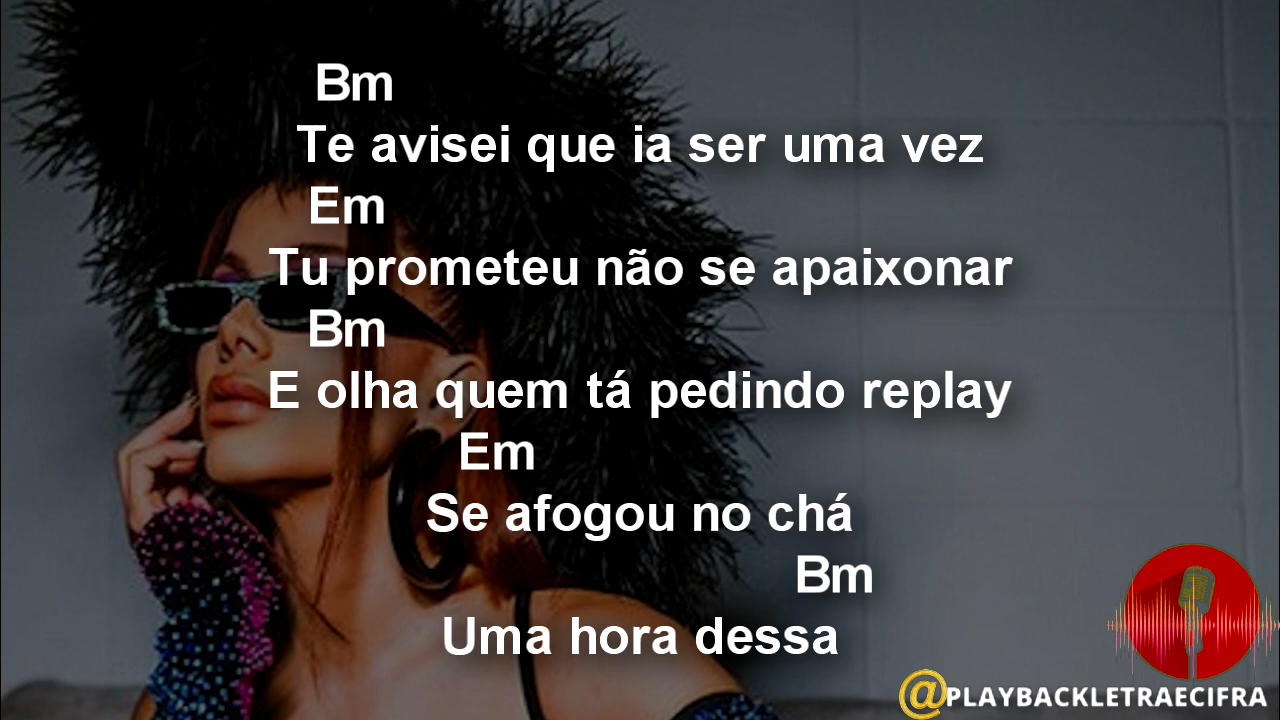 Bm
Te avisei que ia ser uma vez
Em
Tu prometeu não se apaixonar
Bm
E olha quem tá pedindo replay
Em
Se afogou no chá
Bm
Uma hora dessa
@PLAYBACKLETRAECIFRA